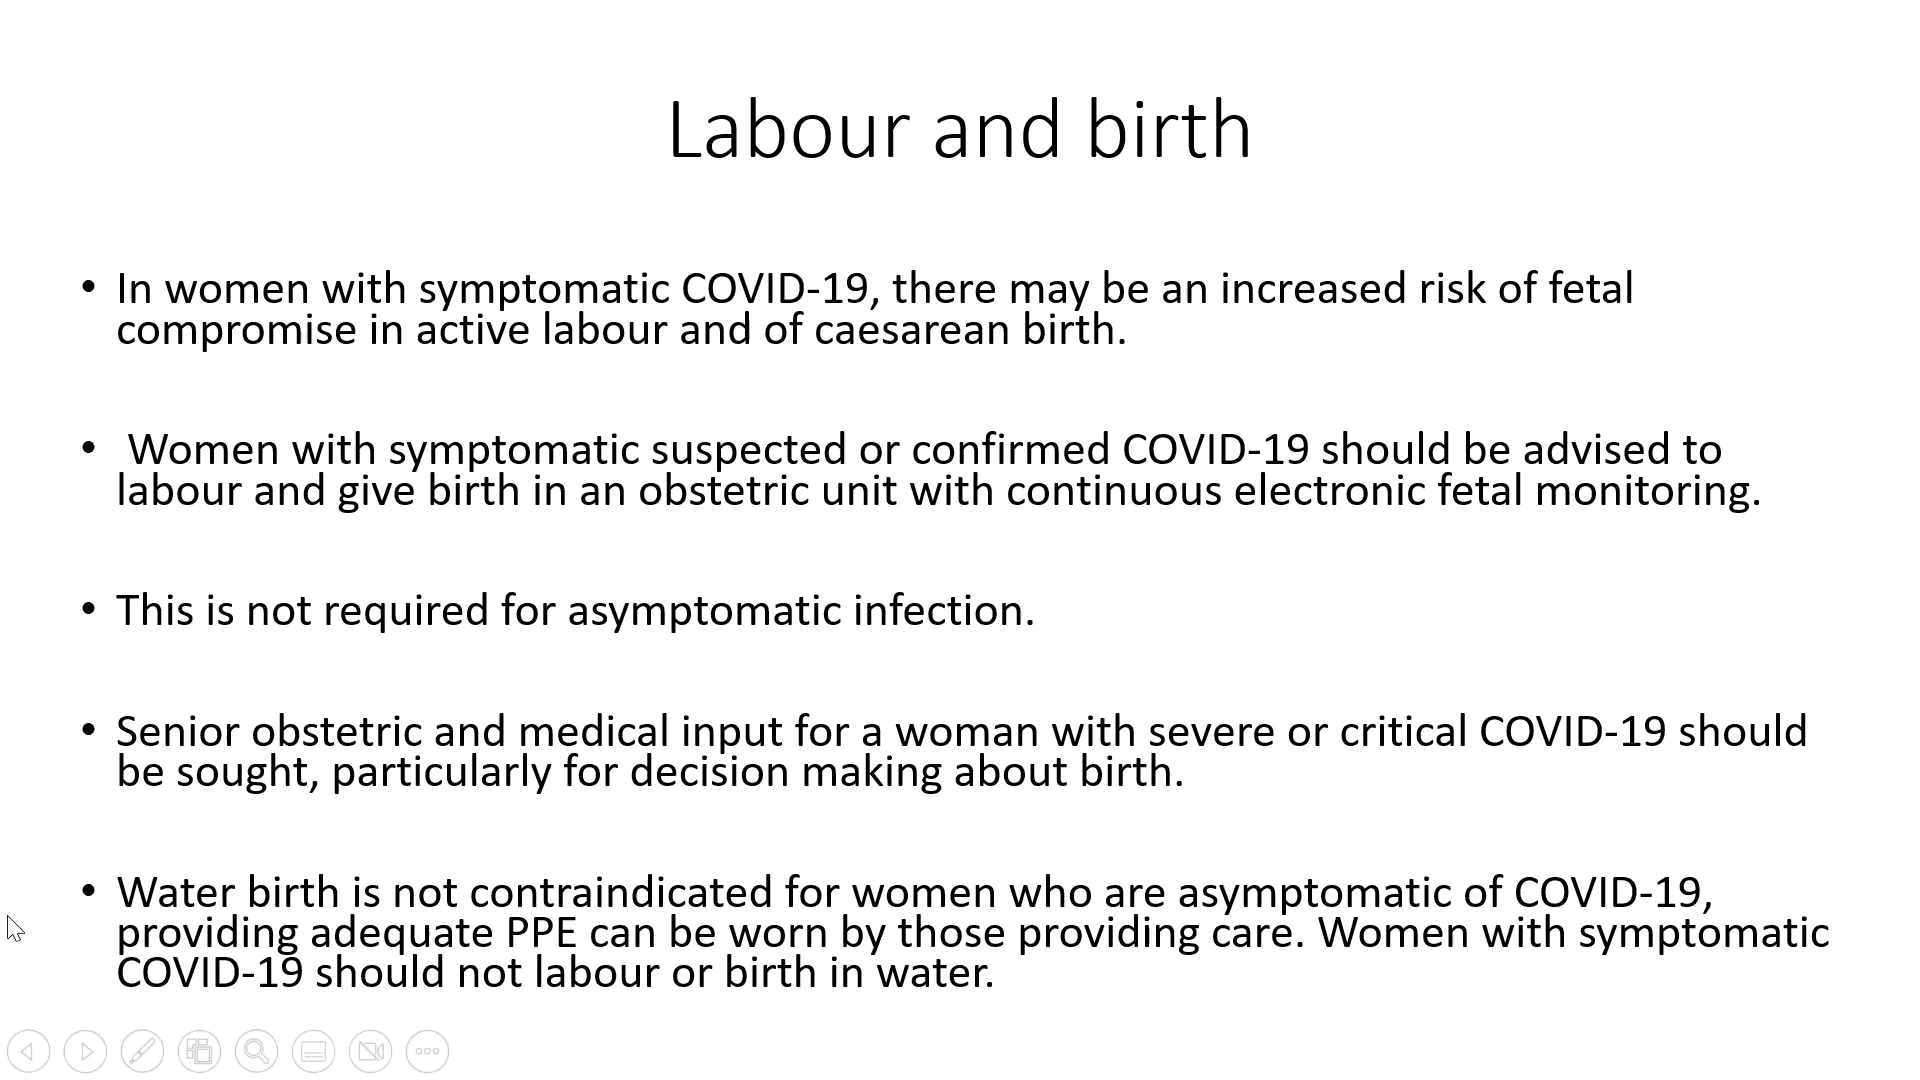 Labour and birth
• In women with symptomatic COVID-19, there may be an increased risk of fetal
compromise in active labour and of caesarean birth.
• Women with symptomatic suspected or confirmed COVID-19 should be advised to
labour and give birth in an obstetric unit with continuous electronic fetal monitoring.
• This is not required for asymptomatic infection.
• Senior obstetric and medical input for a woman with severe or critical COVID-19 should
be sought, particularly for decision making about birth.
• Water birth is not contraindicated for women who are asymptomatic of COVID-19,
providing adequate PPE can be worn by those providing care. Women with symptomatic
COVID-19 should not labour or birth in water.